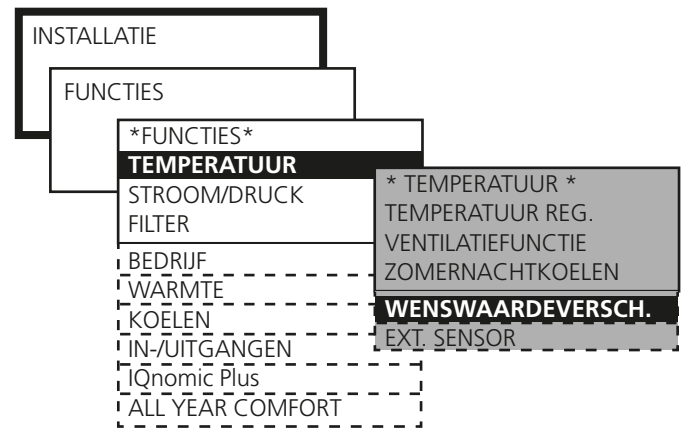 INSTALLATIE
FUNCTIES
*FUNCTIES*
TEMPERATUUR
STROOM/DRUCK
FILTER
BEDRIJF
WARMTE
KOELEN
IN-/UITGANGEN
IQnomic Plus
ALL YEAR COMFORT
* TEMPERATUUR *
TEMPERATUUR REG.
VENTILATIEFUNCTIE
ZOMERNACHTKOELEN
WENSWAARDEVERSCH.
EXT. SENSOR